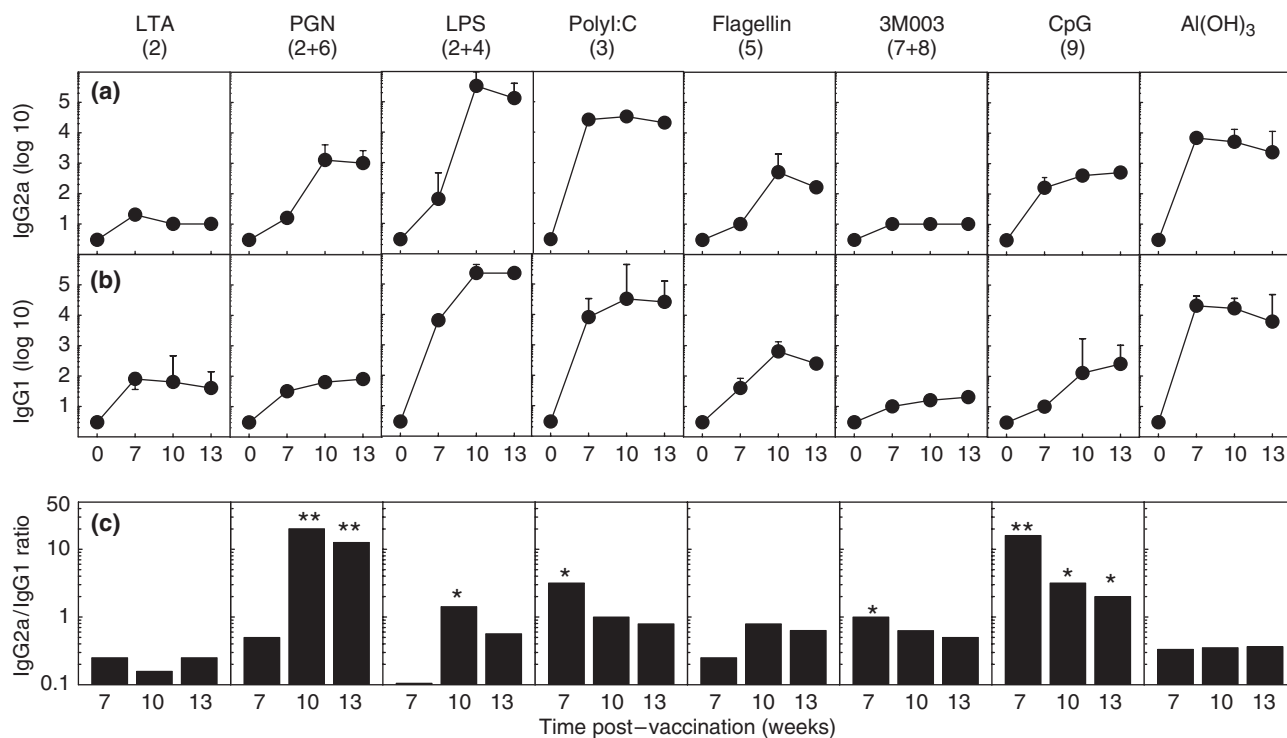 LTA PGN LPS PolyI:C Flagellin 3M003 CpG Al(OH)3
(2) (2+6) (2+4) (3) (5) (7+8) (9)
(a)
IgG2a (log 10)
5
4
3
2
1
(b)
IgG1 (log 10)
5
4
3
2
1
0 7 10 13 0 7 10 13 0 7 10 13 0 7 10 13 0 7 10 13 0 7 10 13 0 7 10 13 0 7 10 13
(c)
IgG2a/IgG1 ratio
50
10
1
0.1
** ** * * * ** * *
7 10 13 7 10 13 7 10 13 7 10 13 7 10 13 7 10 13 7 10 13 7 10 13
Time post–vaccination (weeks)